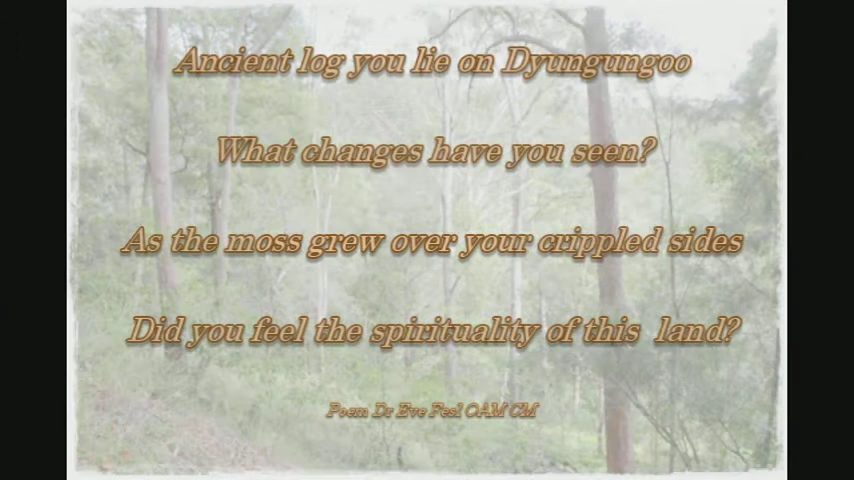 Ancient log you lie on Dyungungoo
What changes have you seen?
As the moss grew over your crippled sides
Did you feel the spirituality of this land?
Poem Dr Eve Fesl OAM CM